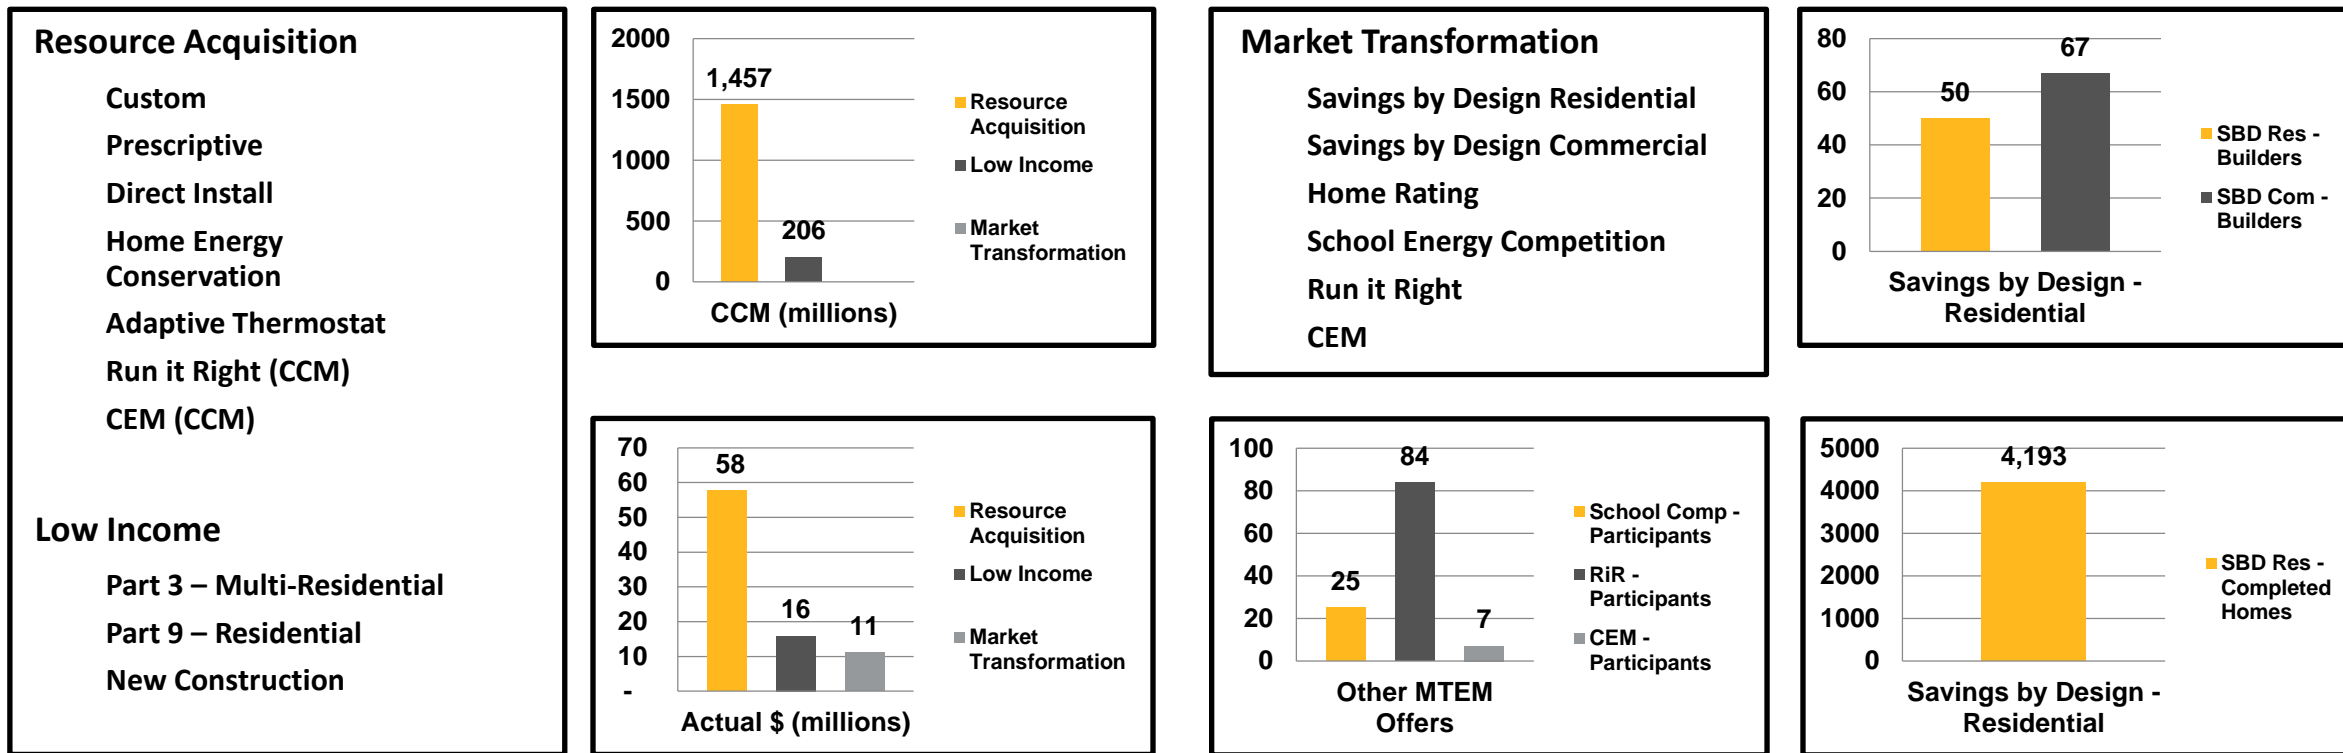 Resource Acquisition
Custom
Prescriptive
Direct Install
Home Energy
Conservation
Adaptive Thermostat
Run it Right (CCM)
CEM (CCM)
Low Income
Part 3 – Multi-Residential
Part 9 – Residential
New Construction
2000
1500
1000
500
0
1,457
206
CCM (millions)
Resource
Acquisition
Low Income
Market
Transformation
70
60
50
40
30
20
10
-
58
16
11
Actual $ (millions)
Resource
Acquisition
Low Income
Market
Transformation
Market Transformation
Savings by Design Residential
Savings by Design Commercial
Home Rating
School Energy Competition
Run it Right
CEM
80
60
40
20
0
50
67
Savings by Design -
Residential
SBD Res -
Builders
SBD Com -
Builders
100
80
60
40
20
0
25
84
7
Other MTEM
Offers
School Comp -
Participants
RiR -
Participants
CEM -
Participants
5000
4000
3000
2000
1000
0
4,193
Savings by Design -
Residential
SBD Res -
Completed
Homes